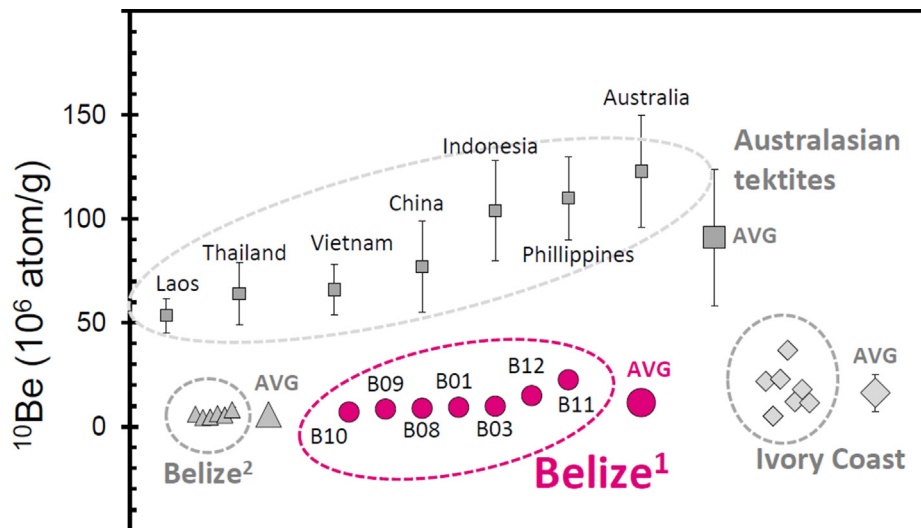 ¹⁰Be (10⁶ atom/g)
150
100
50
0
Australia
Indonesia
Australasian
tektites
China
Thailand
Vietnam
Phillippines
AVG
Laos
AVG
B09
B01
B12
AVG
AVG
B10
B08
B03
B11
Belize²
Belize¹
Ivory Coast